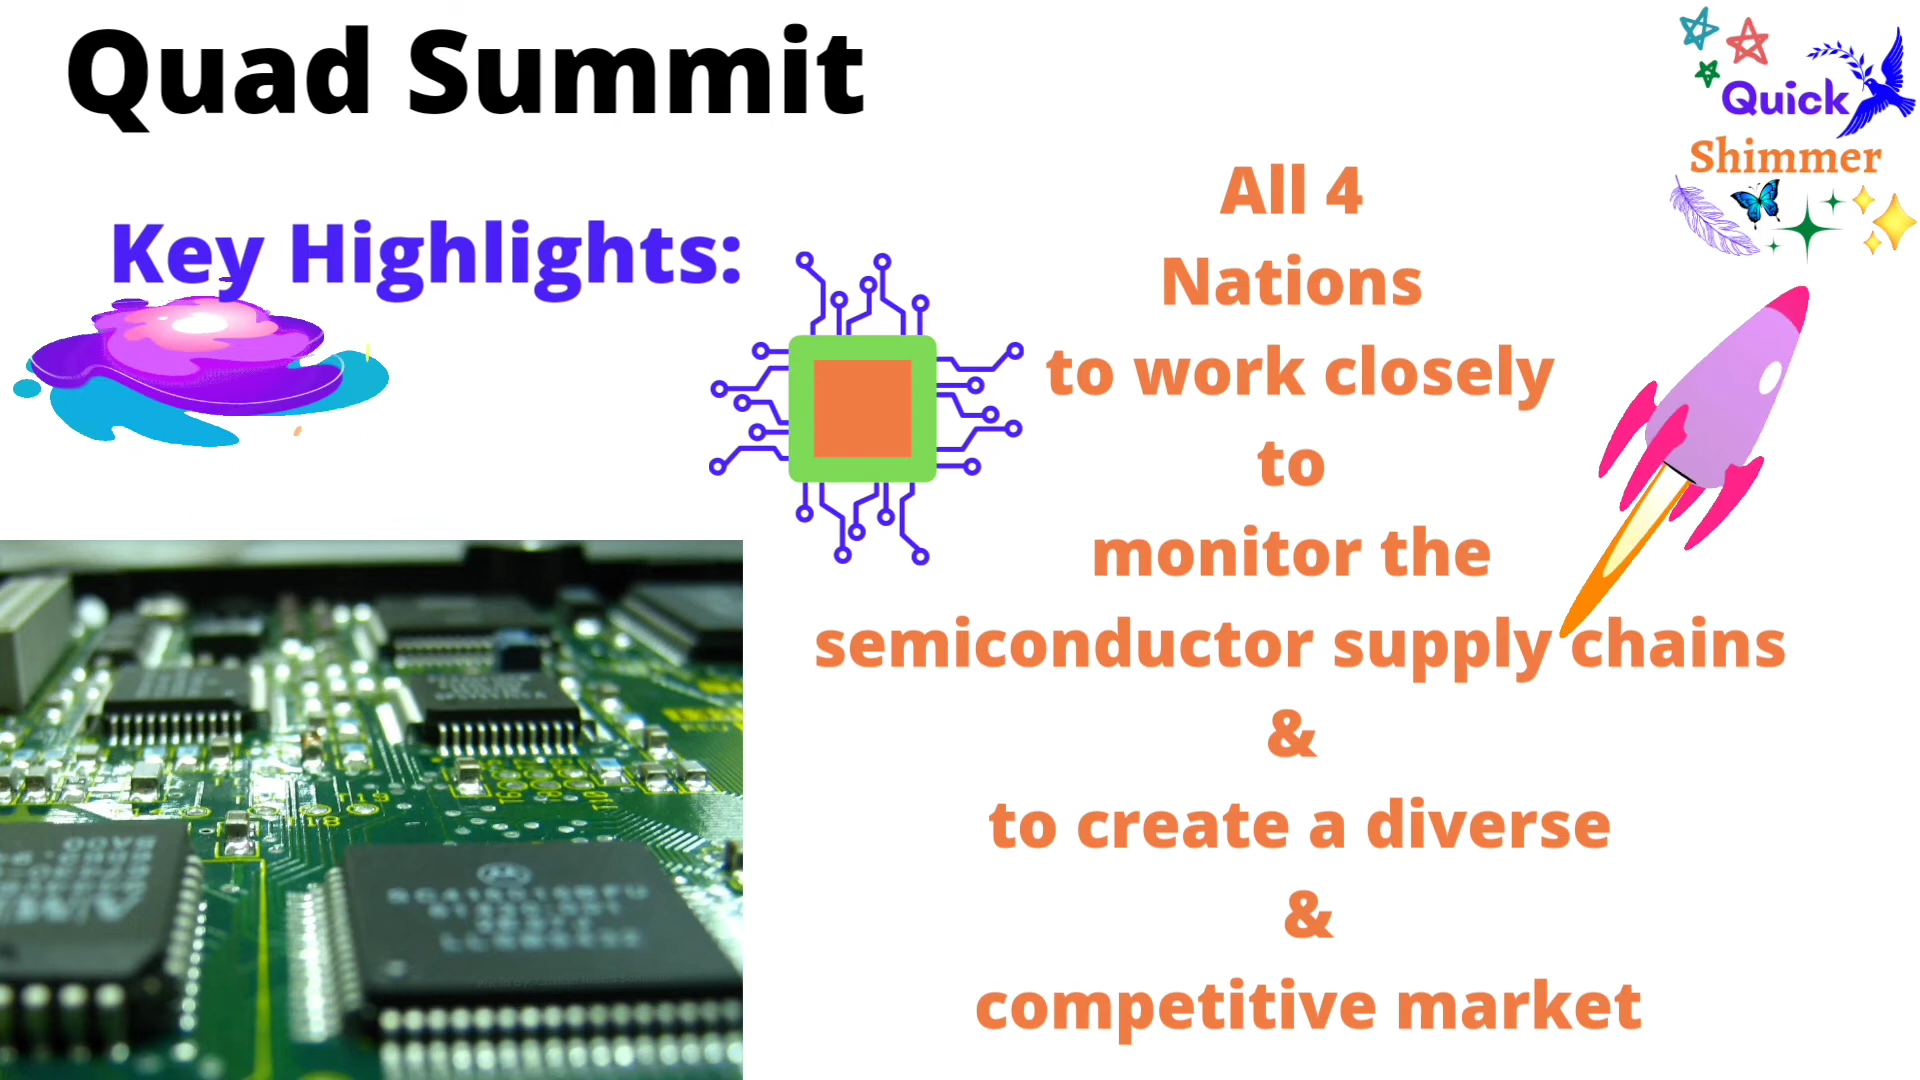 Quad Summit
Quick
Shimmer
Key Highlights:
All 4
Nations
to work closely
to
monitor the
semiconductor supply chains
&
to create a diverse
&
competitive market